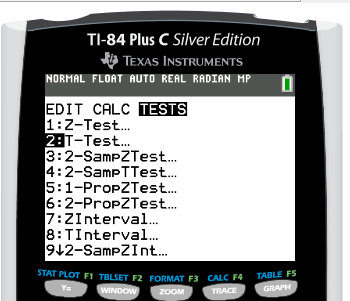 TI-84 Plus C Silver Edition
TEXAS INSTRUMENTS
NORMAL FLOAT AUTO REAL RADIAN MP
EDIT CALC TESTS
1:Z-Test…
2:T-Test…
3:2-SampZTest…
4:2-SampTTest…
5:1-PropZTest…
6:2-PropZTest…
7:ZInterval…
8:TInterval…
9↓2-SampZInt…
STAT PLOT F1 TBLSET F2 FORMAT F3 CALC F4 TABLE F5
Y= WINDOW ZOOM TRACE GRAPH